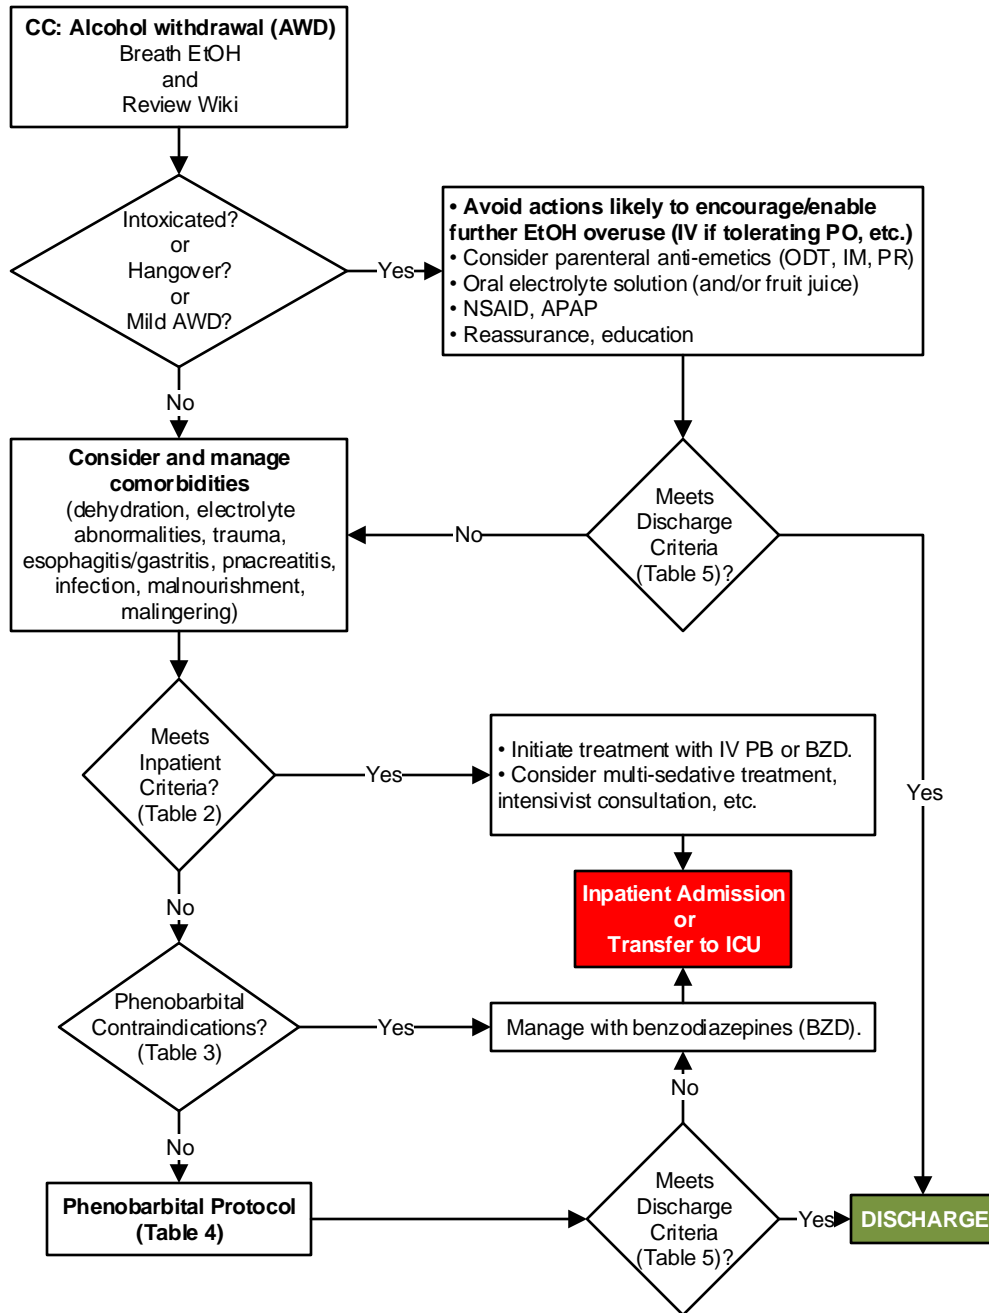 CC: Alcohol withdrawal (AWD)
Breath EtOH
and
Review Wiki
Intoxicated?
or
Hangover?
or
Mild AWD?
Yes
• Avoid actions likely to encourage/enable
further EtOH overuse (IV if tolerating PO, etc.)
• Consider parenteral anti-emetics (ODT, IM, PR)
• Oral electrolyte solution (and/or fruit juice)
• NSAID, APAP
• Reassurance, education
No
Consider and manage
comorbidities
(dehydration, electrolyte
abnormalities, trauma,
esophagitis/gastritis, pnacreatitis,
infection, malnourishment,
malingering)
No
Meets
Discharge
Criteria
(Table 5)?
Yes
Meets
Inpatient
Criteria?
(Table 2)
Yes
• Initiate treatment with IV PB or BZD.
• Consider multi-sedative treatment,
intensivist consultation, etc.
Inpatient Admission
or
Transfer to ICU
No
Phenobarbital
Contraindications?
(Table 3)
Yes
Manage with benzodiazepines (BZD).
No
No
Phenobarbital Protocol
(Table 4)
Meets
Discharge
Criteria
(Table 5)?
Yes
DISCHARGE